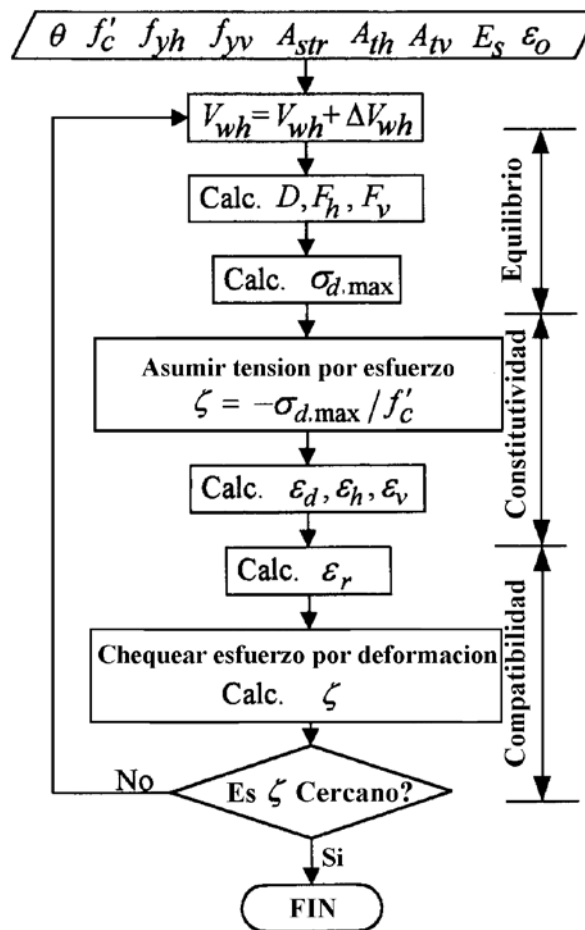 θ f′c fyh fyv Astr Ath Atv Es εo
Vwh = Vwh + ΔVwh
Calc. D, Fh, Fv
Calc. σd.max
Asumir tension por esfuerzo
ζ = −σd.max / f′c
Calc. εd, εh, εv
Calc. εr
Chequear esfuerzo por deformacion
Calc. ζ
Es ζ Cercano?
No
Si
FIN
Equilibrio
Constitutividad
Compatibilidad